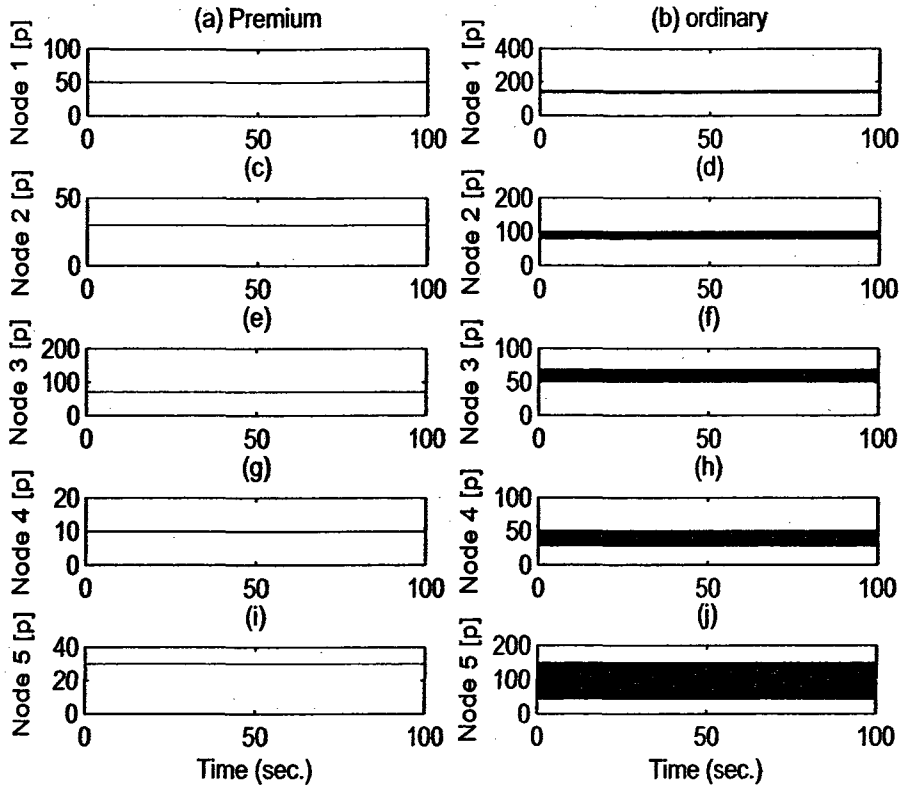 (a) Premium
(b) ordinary
Node 1 [p]
100
50
0
0
50
100
Node 1 [p]
400
200
0
0
50
100
(c)
(d)
Node 2 [p]
50
0
0
50
100
Node 2 [p]
200
100
0
0
50
100
(e)
(f)
Node 3 [p]
200
100
0
0
50
100
Node 3 [p]
100
50
0
0
50
100
(g)
(h)
Node 4 [p]
20
10
0
0
50
100
Node 4 [p]
100
50
0
0
50
100
(i)
(j)
Node 5 [p]
40
20
0
0
50
100
Node 5 [p]
200
100
0
0
50
100
Time (sec.)
Time (sec.)